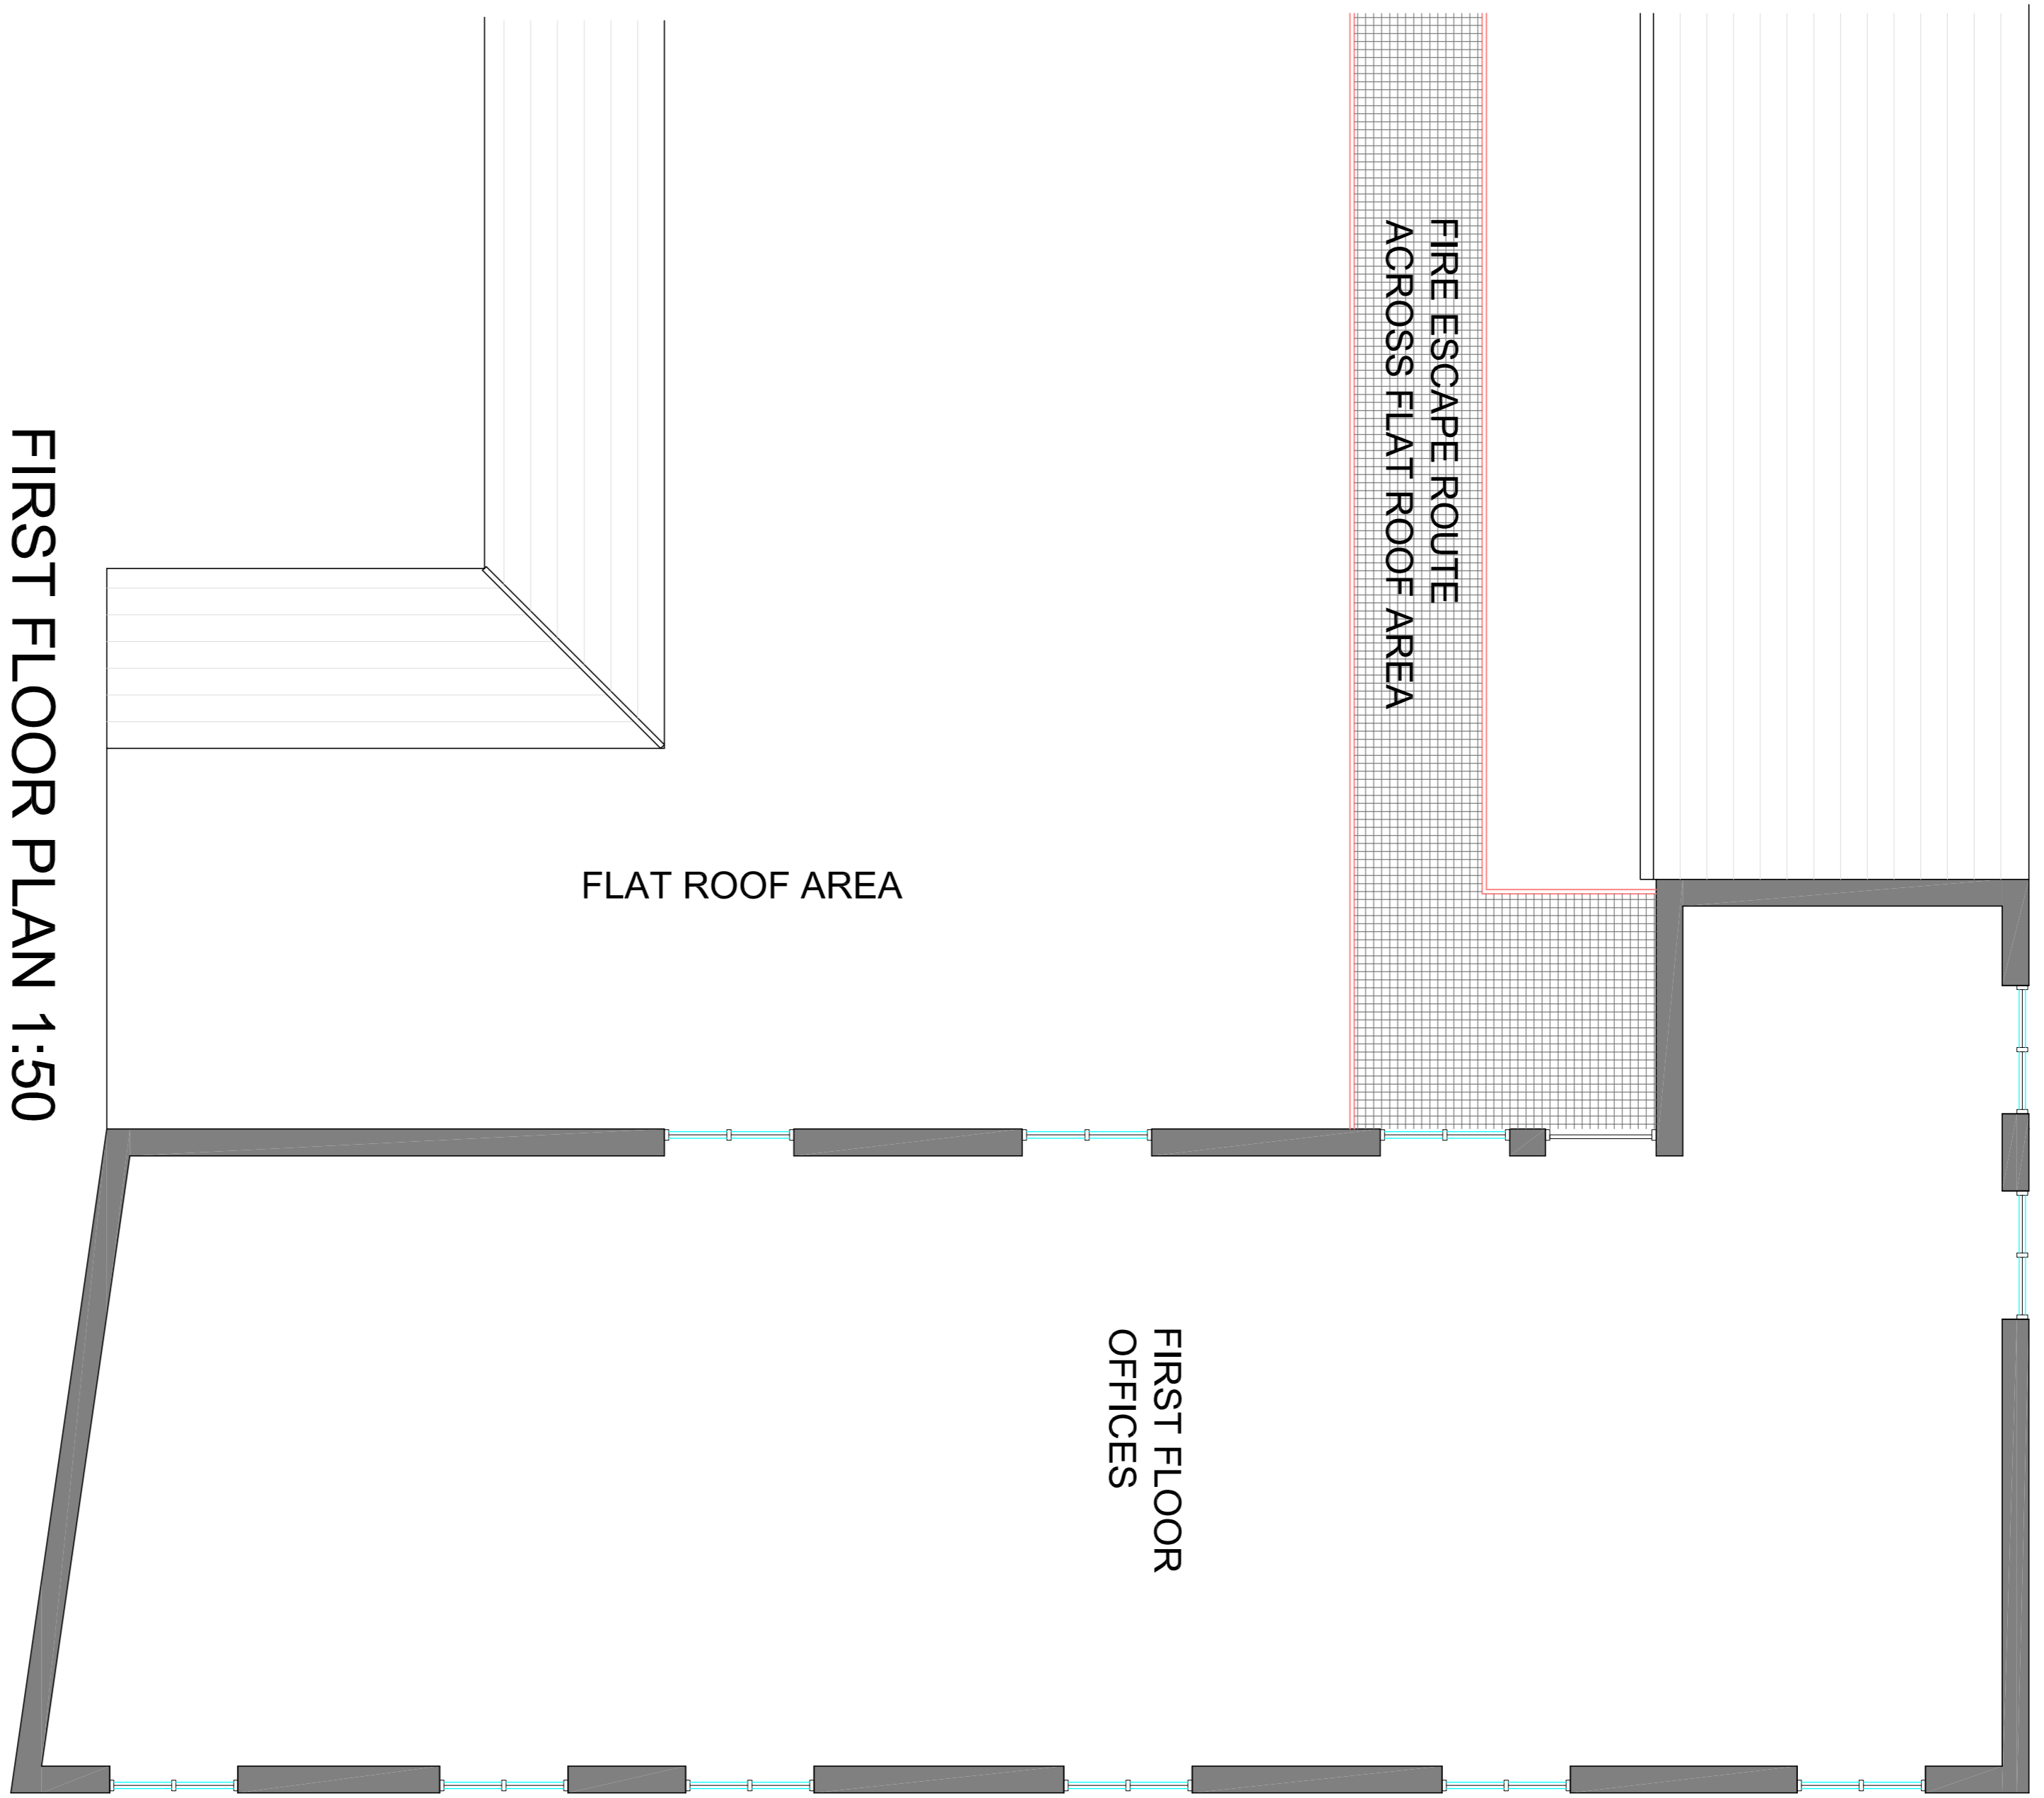 FIRE ESCAPE ROUTE
ACROSS FLAT ROOF AREA
FLAT ROOF AREA
FIRST FLOOR
OFFICES
FIRST FLOOR PLAN 1:50